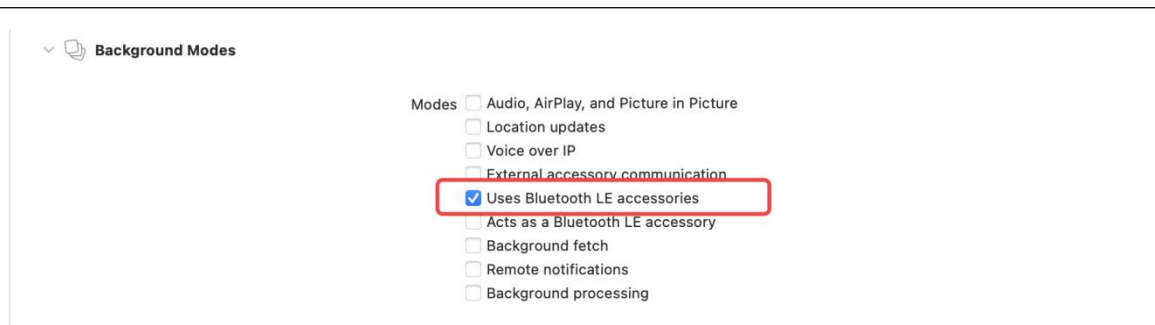 Background Modes
Modes Audio, AirPlay, and Picture in Picture
Location updates
Voice over IP
External accessory communication
Uses Bluetooth LE accessories
Acts as a Bluetooth LE accessory
Background fetch
Remote notifications
Background processing